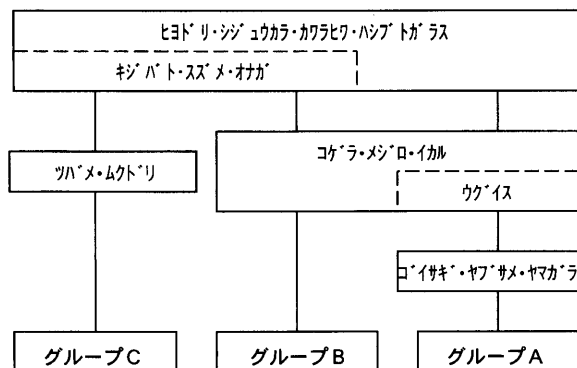 ヒヨドリ・シジュウカラ・カワラヒワ・ハシブトガラス
キジバト・スズメ・オナガ
コゲラ・メジロ・イカル
ツバメ・ムクドリ
ウグイス
ゴイサギ・ヤブサメ・ヤマガラ
グループC
グループB
グループA